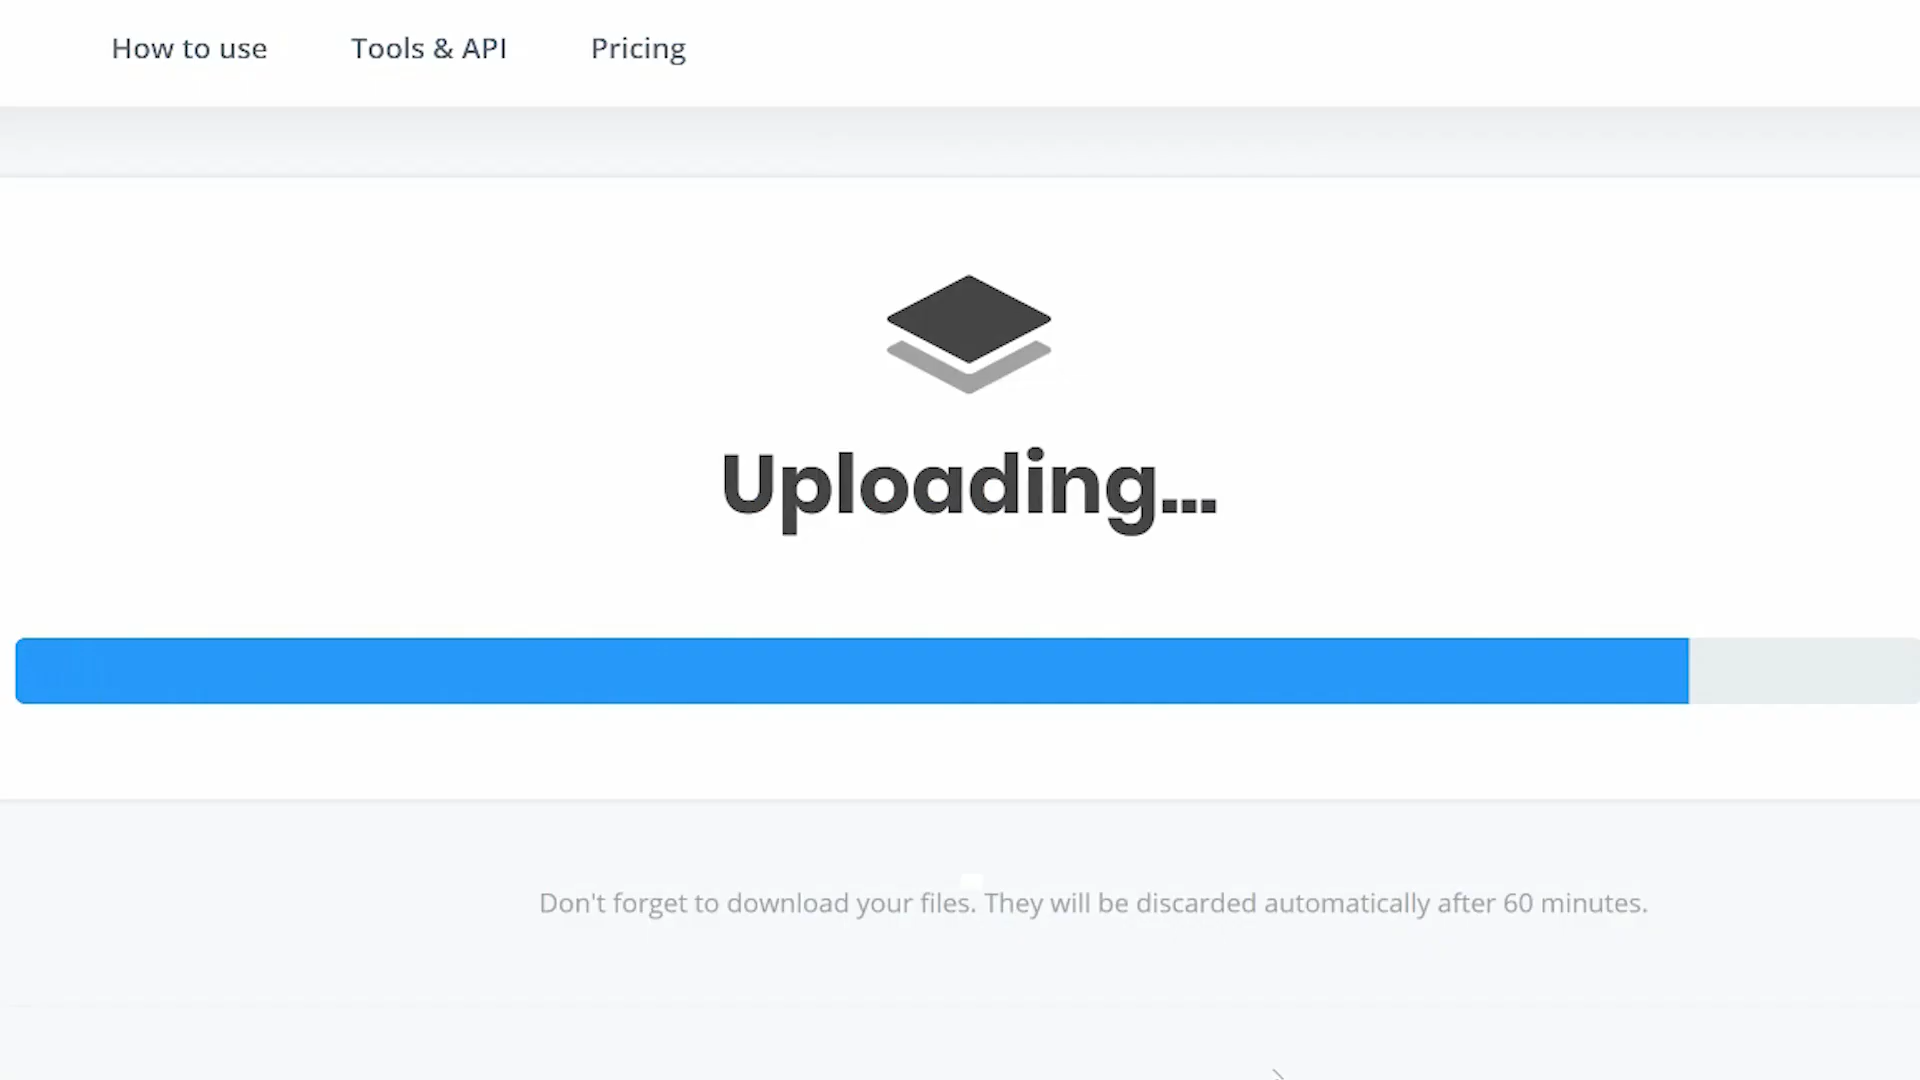 How to use
Tools & API
Pricing
Uploading...
Don't forget to download your files. They will be discarded automatically after 60 minutes.